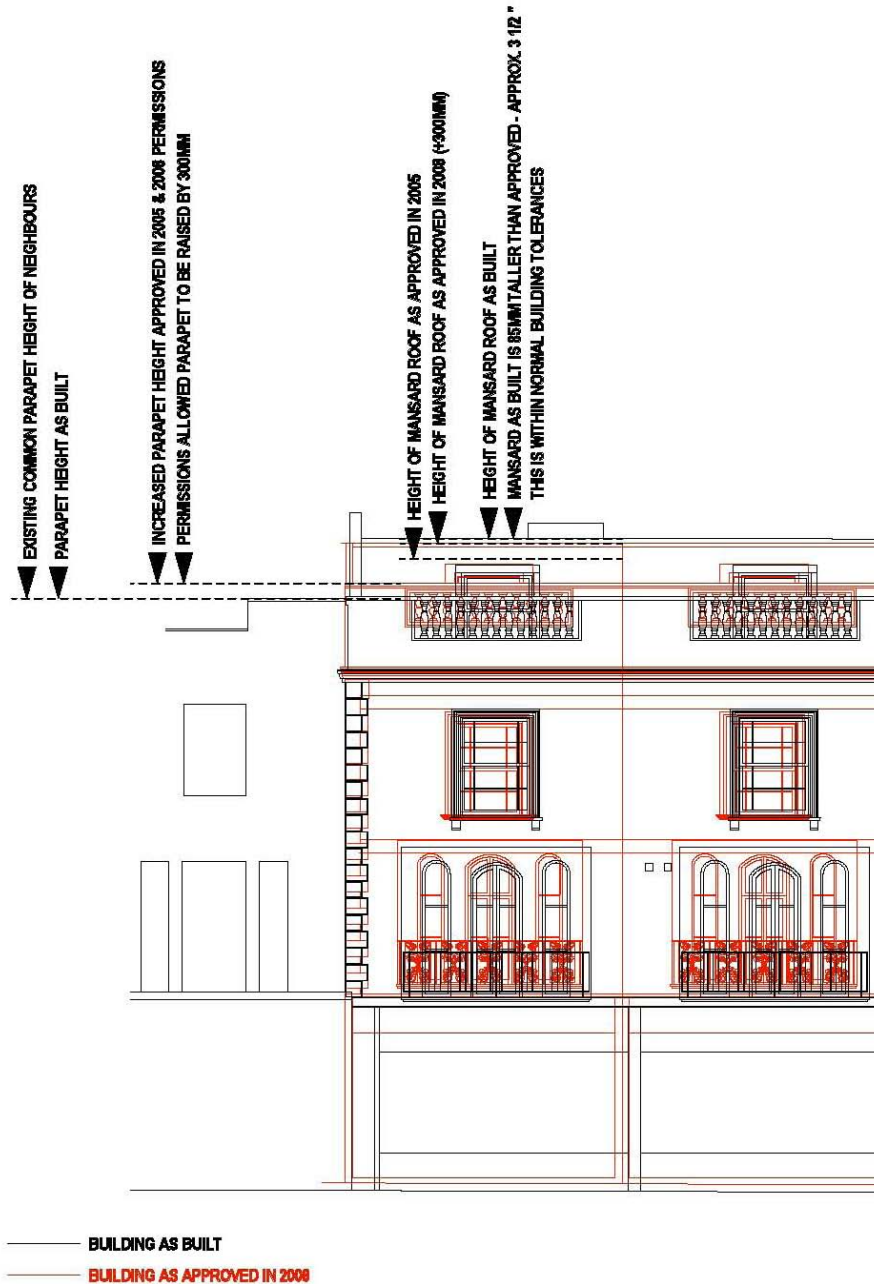 EXISTING COMMON PARAPET HEIGHT OF NEIGHBOURS
PARAPET HEIGHT AS BUILT
INCREASED PARAPET HEIGHT APPROVED IN 2005 & 2008 PERMISSIONS
PERMISSIONS ALLOWED PARAPET TO BE RAISED BY 300MM
HEIGHT OF MANSARD ROOF AS APPROVED IN 2005
HEIGHT OF MANSARD ROOF AS APPROVED IN 2008 (+300MM)
HEIGHT OF MANSARD ROOF AS BUILT
MANSARD AS BUILT IS 85MM TALLER THAN APPROVED - APPROX. 3 1/2 "
THIS IS WITHIN NORMAL BUILDING TOLERANCES
BUILDING AS BUILT
BUILDING AS APPROVED IN 2008